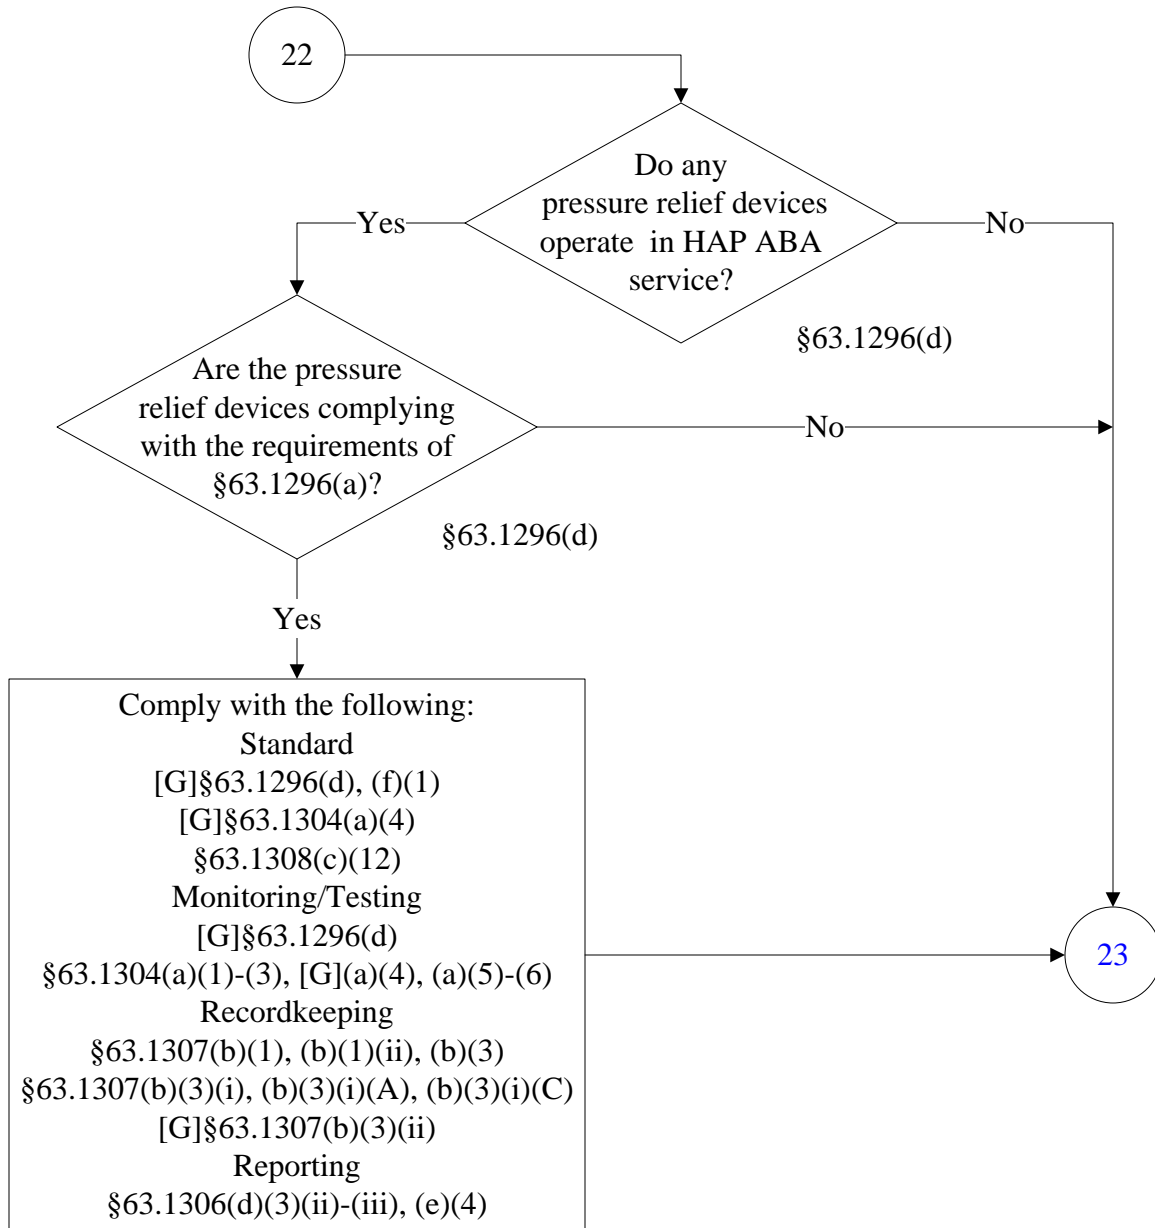 22
Do any
pressure relief devices
operate in HAP ABA
service?
Yes
No
§63.1296(d)
Are the pressure
relief devices complying
with the requirements of
§63.1296(a)?
No
§63.1296(d)
Yes
Comply with the following:
Standard
[G]§63.1296(d), (f)(1)
[G]§63.1304(a)(4)
§63.1308(c)(12)
Monitoring/Testing
[G]§63.1296(d)
§63.1304(a)(1)-(3), [G](a)(4), (a)(5)-(6)
Recordkeeping
§63.1307(b)(1), (b)(1)(ii), (b)(3)
§63.1307(b)(3)(i), (b)(3)(i)(A), (b)(3)(i)(C)
[G]§63.1307(b)(3)(ii)
Reporting
§63.1306(d)(3)(ii)-(iii), (e)(4)
23